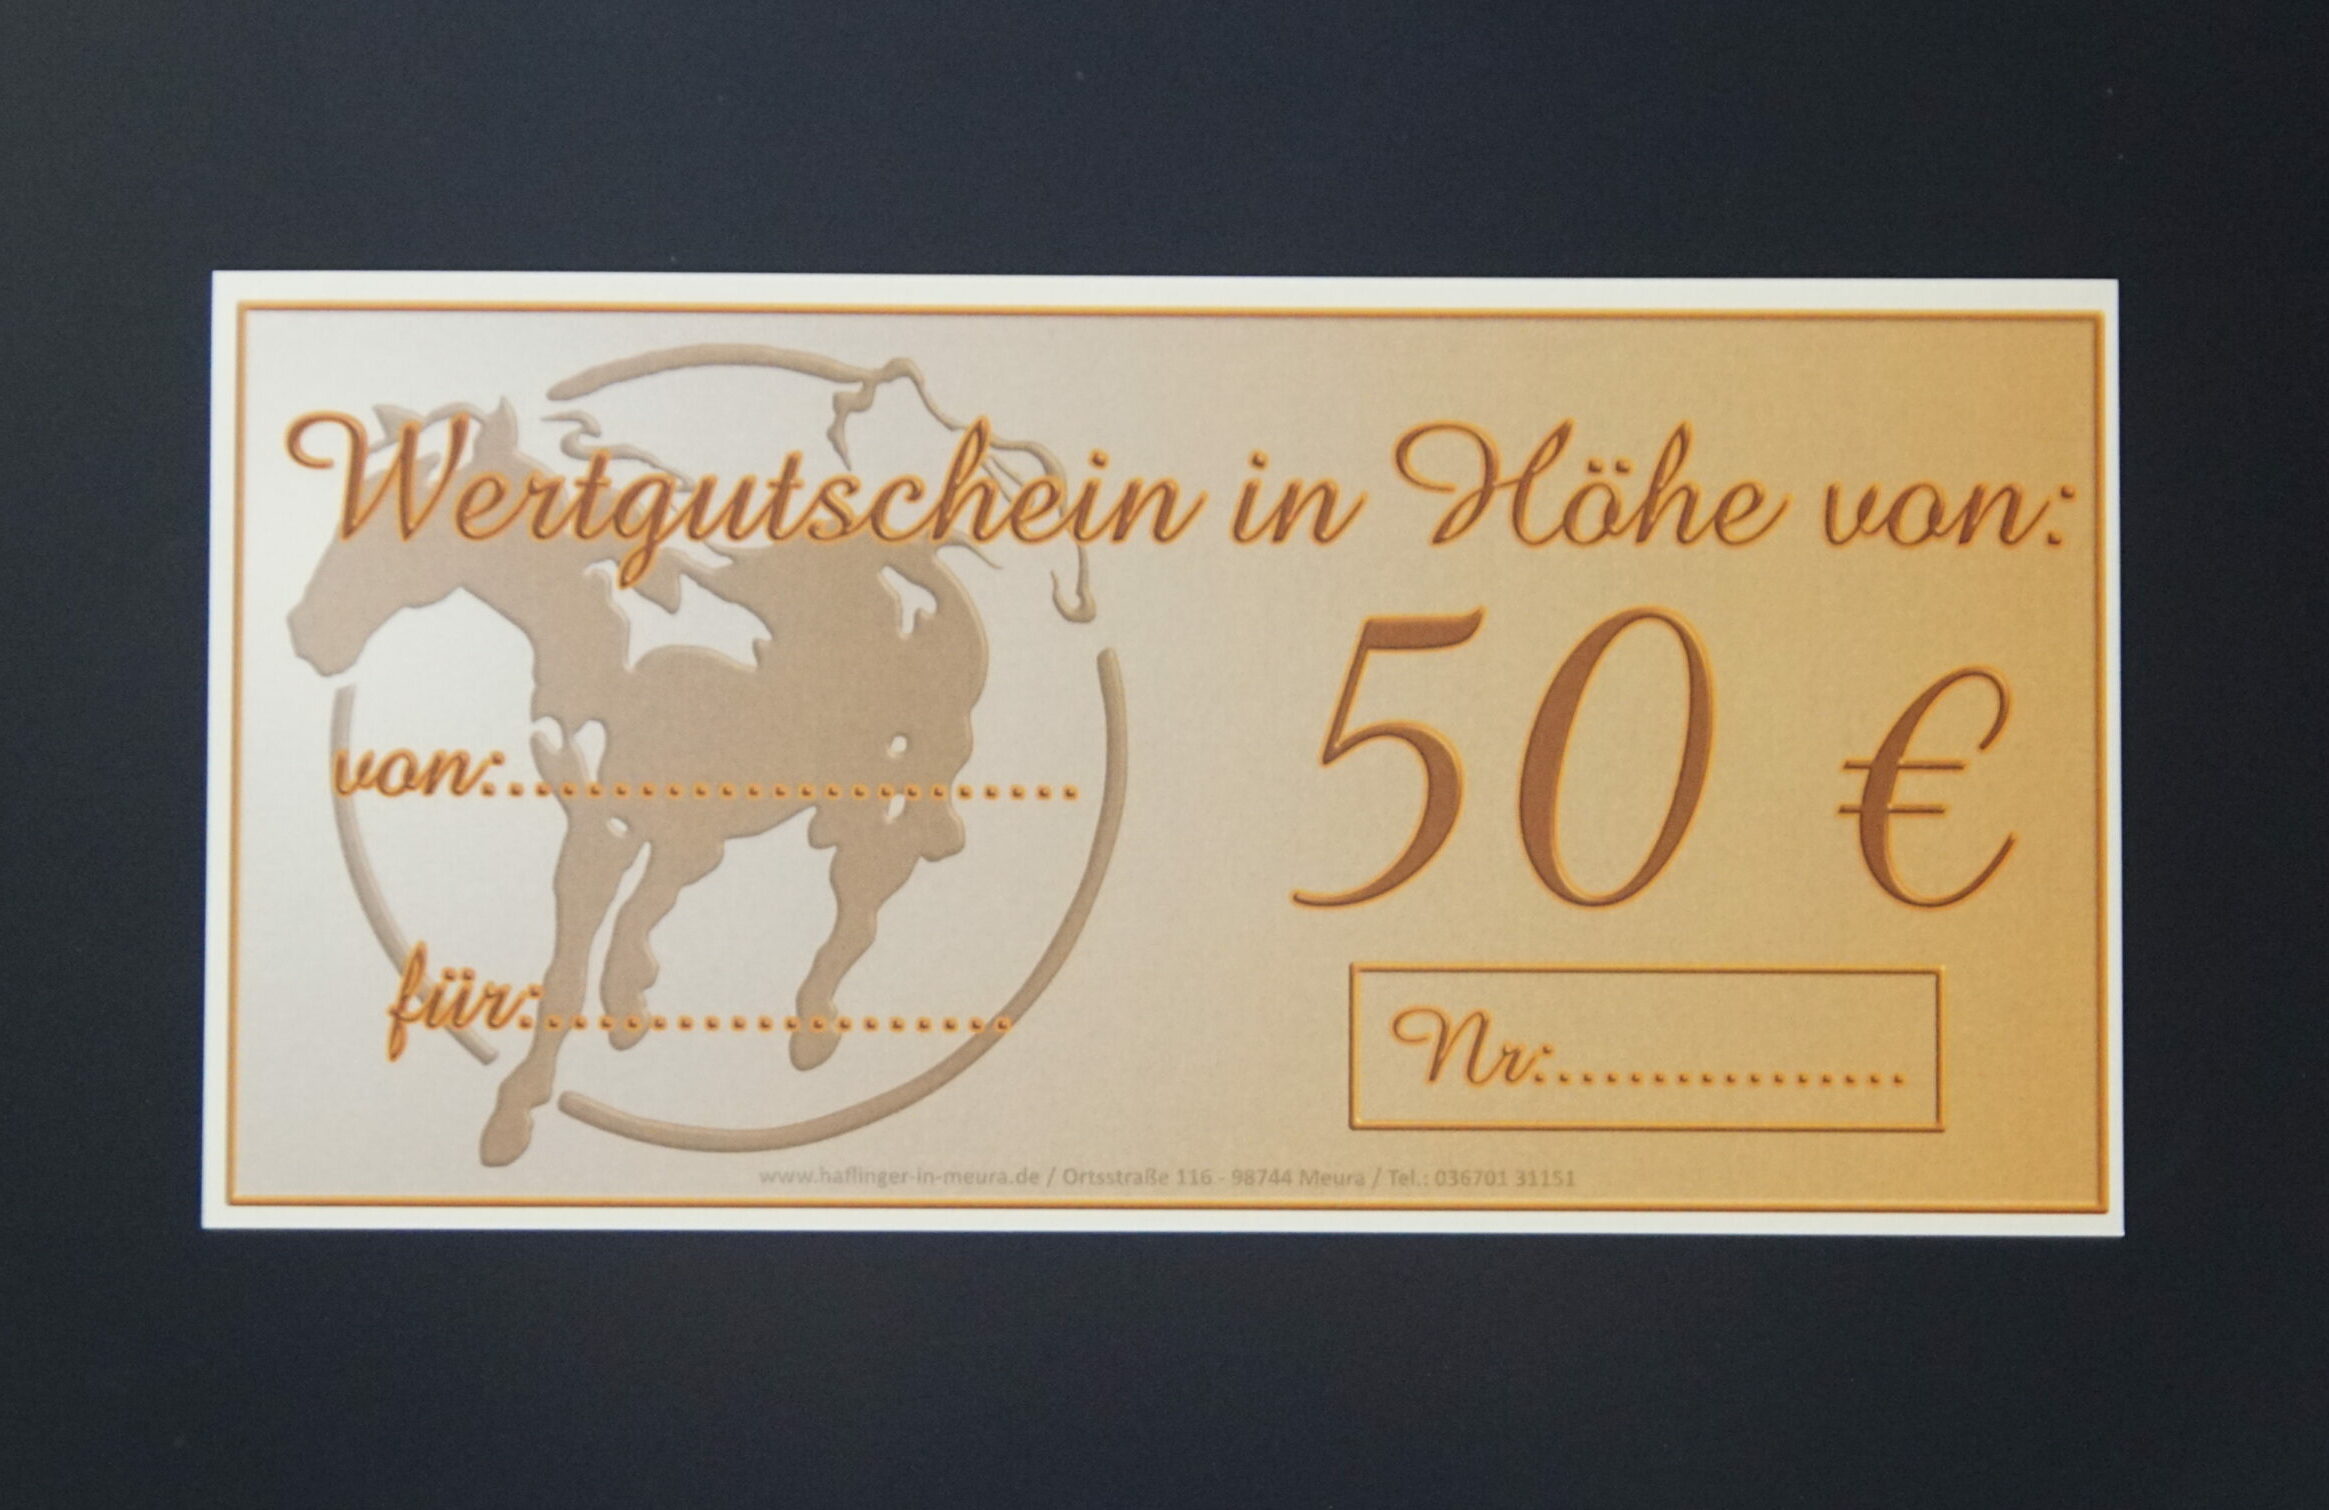 Wertgutschein in Höhe von:
50 €
von:........................
für:..................
Nr:................
www.haflinger-in-meura.de / Ortsstraße 116 - 98744 Meura / Tel.: 036701 31151